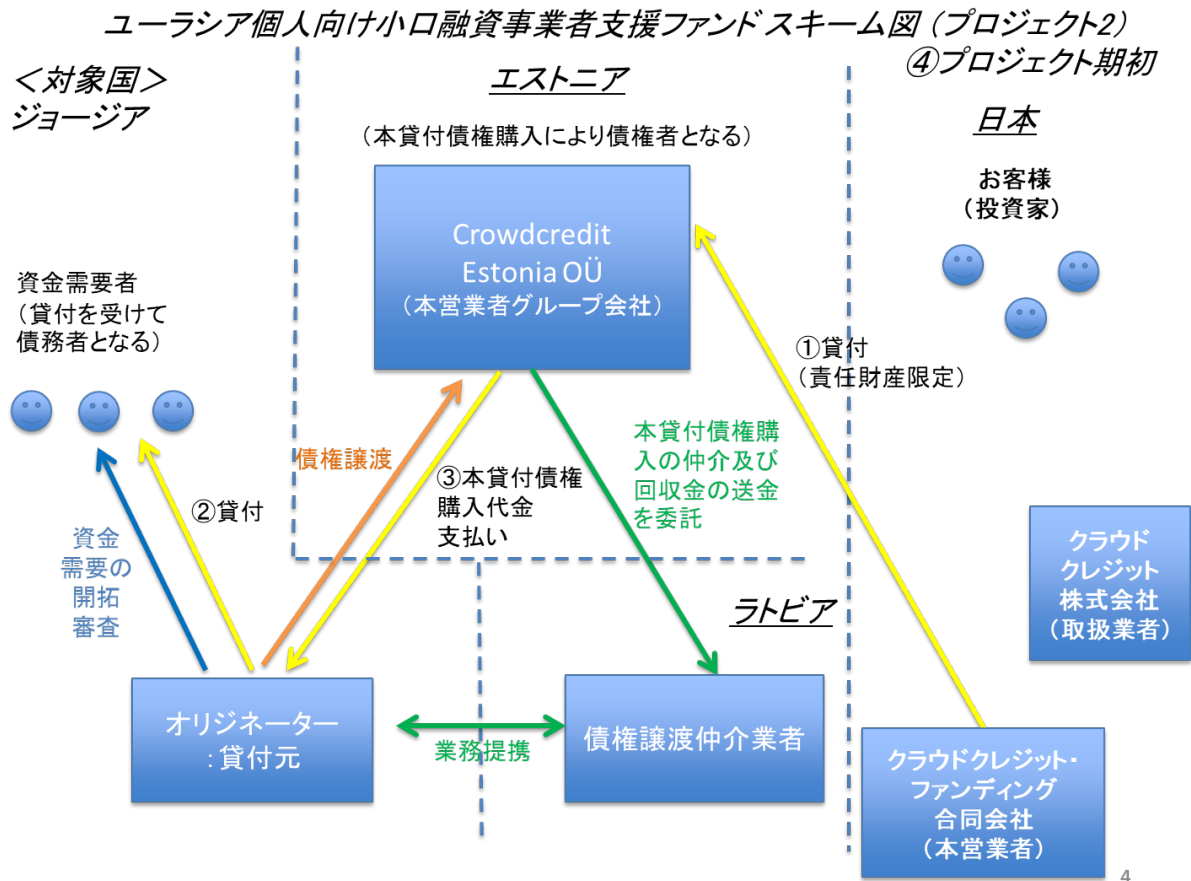 ユーラシア個人向け小口融資事業者支援ファンド スキーム図 (プロジェクト2)
④プロジェクト期初
＜対象国＞
ジョージア
エストニア
（本貸付債権購入により債権者となる）
Crowdcredit
Estonia OÜ
（本営業者グループ会社）
日本
お客様
（投資家）
資金需要者
（貸付を受けて
債務者となる）
①貸付
（責任財産限定）
債権譲渡
③本貸付債権
購入代金
支払い
本貸付債権購
入の仲介及び
回収金の送金
を委託
②貸付
資金
需要の
開拓
審査
ラトビア
クラウド
クレジット
株式会社
（取扱業者）
オリジネーター
：貸付元
業務提携
債権譲渡仲介業者
クラウドクレジット・
ファンディング
合同会社
（本営業者）
4